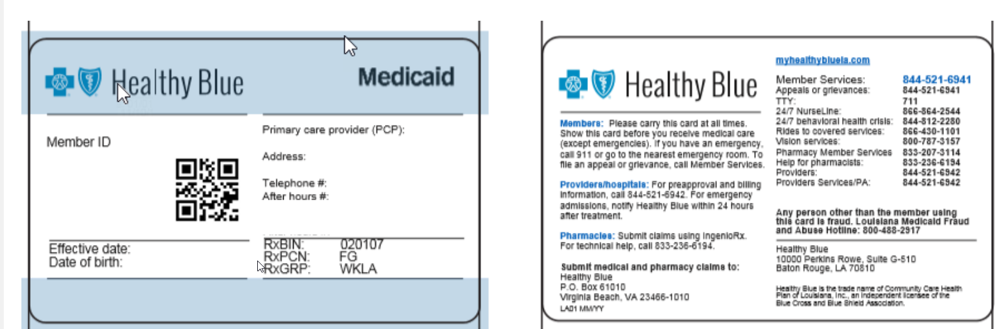 Healthy Blue
Medicaid
Member ID
Primary care provider (PCP):
Address:
Telephone #:
After hours #:
Effective date:
Date of birth:
RxBIN: 020107
RxPCN: FG
RxGRP: WKLA
Healthy Blue
Members: Please carry this card at all times.
Show this card before you receive medical care
(except emergencies). If you have an emergency,
call 911 or go to the nearest emergency room. To
file an appeal or grievance, call Member Services.
Providers/hospitals: For preapproval and billing
information, call 844-521-6942. For emergency
admissions, notify Healthy Blue within 24 hours
after treatment.
Pharmacies: Submit claims using IngenioRx.
For technical help, call 833-236-6194.
Submit medical and pharmacy claims to:
Healthy Blue
P.O. Box 61010
Virginia Beach, VA 23466-1010
LA01 MM/YY
myhealthybluela.com
Member Services: 844-521-6941
Appeals or grievances: 844-521-6941
TTY: 711
24/7 NurseLine: 866-864-2544
24/7 behavioral health crisis: 844-812-2280
Rides to covered services: 866-430-1101
Vision services: 800-787-3157
Pharmacy Member Services 833-207-3114
Help for pharmacists: 833-236-6194
Providers: 844-521-6942
Providers Services/PA: 844-521-6942
Any person other than the member using
this card is fraud. Louisiana Medicaid Fraud
and Abuse Hotline: 800-488-2917
Healthy Blue
10000 Perkins Rowe, Suite G-510
Baton Rouge, LA 70810
Healthy Blue is the trade name of Community Care Health
Plan of Louisiana, Inc., an independent licensee of the
Blue Cross and Blue Shield Association.